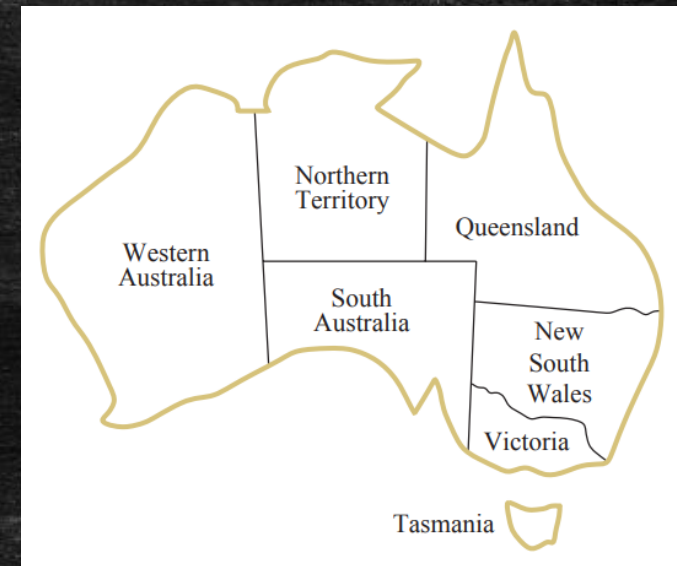 Northern
Territory
Queensland
Western
Australia
South
Australia
New
South
Wales
Victoria
Tasmania